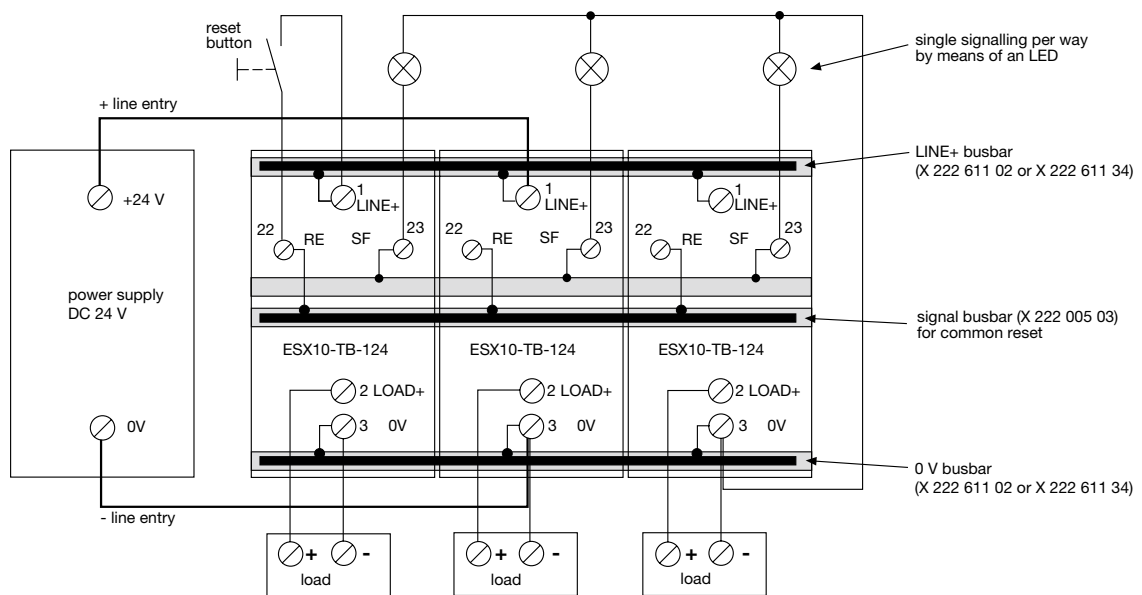 reset
button
single signalling per way
by means of an LED
+ line entry
LINE+ busbar
(X 222 611 02 or X 222 611 34)
+24 V
1
LINE+
1
LINE+
1
LINE+
22
RE
SF
23
22
RE
SF
23
22
RE
SF
23
power supply
DC 24 V
signal busbar (X 222 005 03)
for common reset
ESX10-TB-124
ESX10-TB-124
ESX10-TB-124
2 LOAD+
2 LOAD+
2 LOAD+
0V
3 0V
3 0V
3 0V
0 V busbar
(X 222 611 02 or X 222 611 34)
- line entry
+ -
load
+ -
load
+ -
load